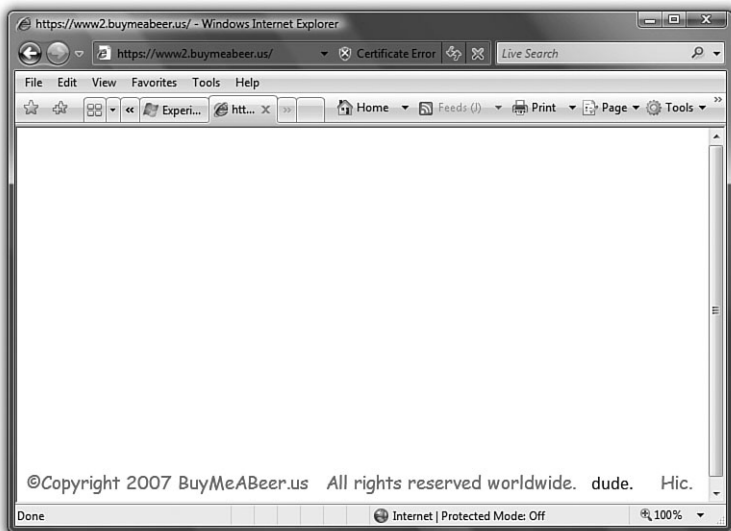 https://www2.buymeabeer.us/ - Windows Internet Explorer
https://www2.buymeabeer.us/ Certificate Error Live Search
File Edit View Favorites Tools Help
Experi... htt... Home Feeds (J) Print Page Tools
©Copyright 2007 BuyMeABeer.us All rights reserved worldwide. dude. Hic.
Done Internet | Protected Mode: Off 100%